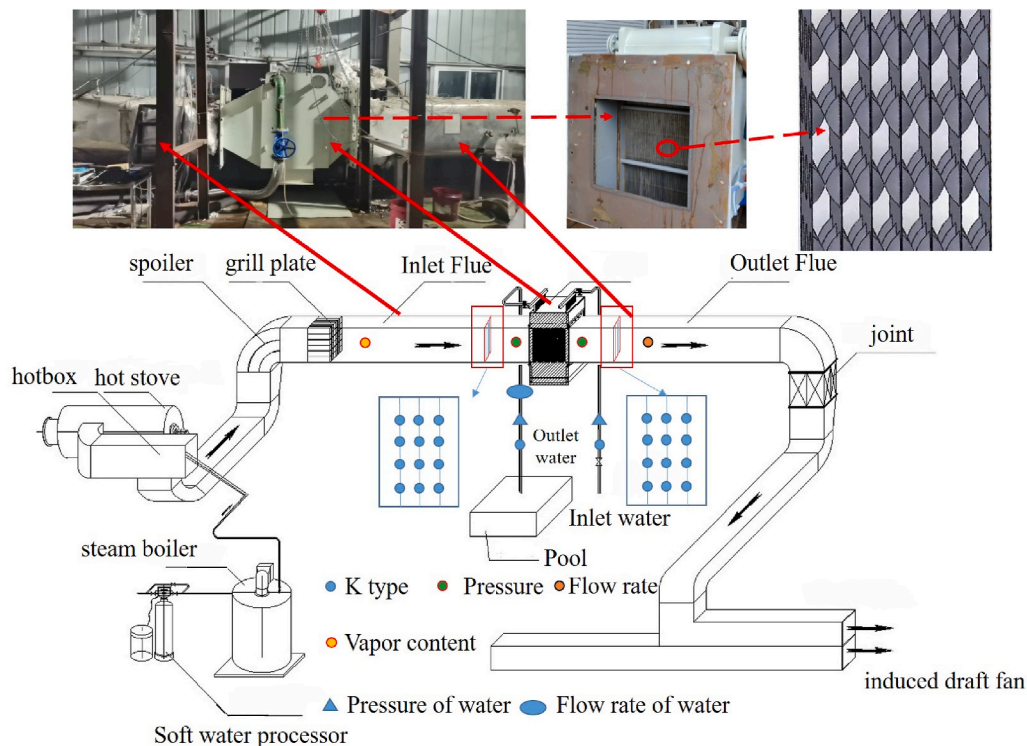 spoiler
grill plate
Inlet Flue
Outlet Flue
joint
hotbox
hot stove
Outlet
water
Inlet water
Pool
steam boiler
K type
Pressure
Flow rate
Vapor content
induced draft fan
Pressure of water
Flow rate of water
Soft water processor